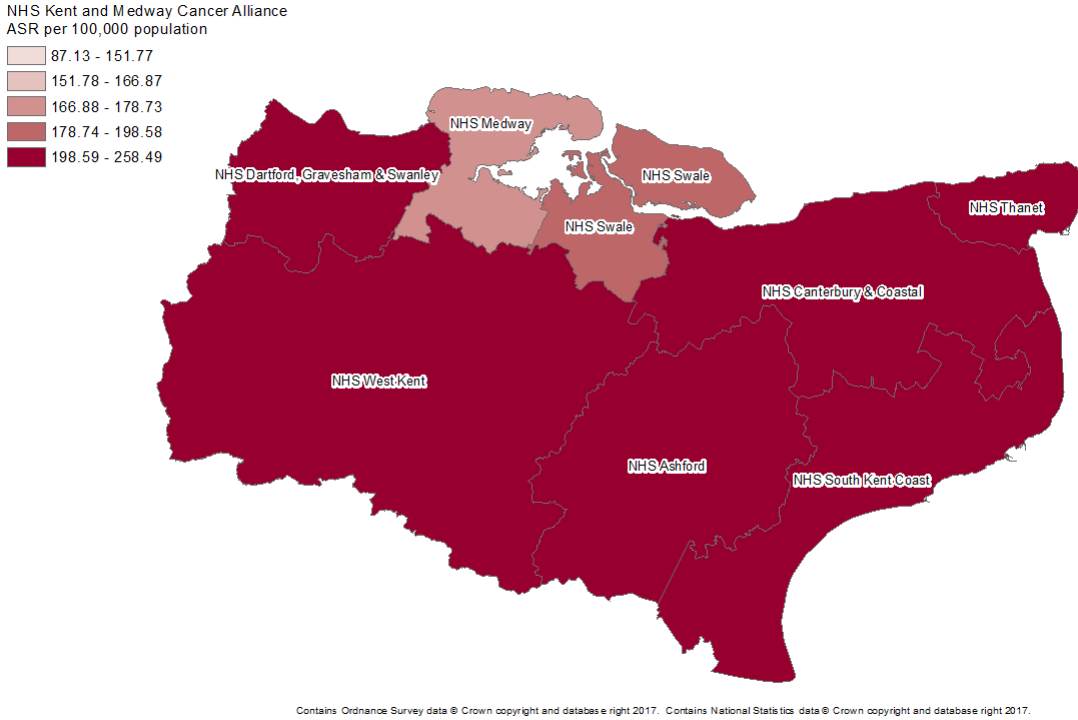 NHS Kent and Medway Cancer Alliance
ASR per 100,000 population
87.13 - 151.77
151.78 - 166.87
166.88 - 178.73
178.74 - 198.58
198.59 - 258.49
NHS Medway
NHS Dartford, Gravesham & Swanley
NHS Swale
NHS Thanet
NHS Swale
NHS Canterbury & Coastal
NHS West Kent
NHS Ashford
NHS South Kent Coast
Contains Ordnance Survey data © Crown copyright and database right 2017. Contains National Statistics data © Crown copyright and database right 2017.